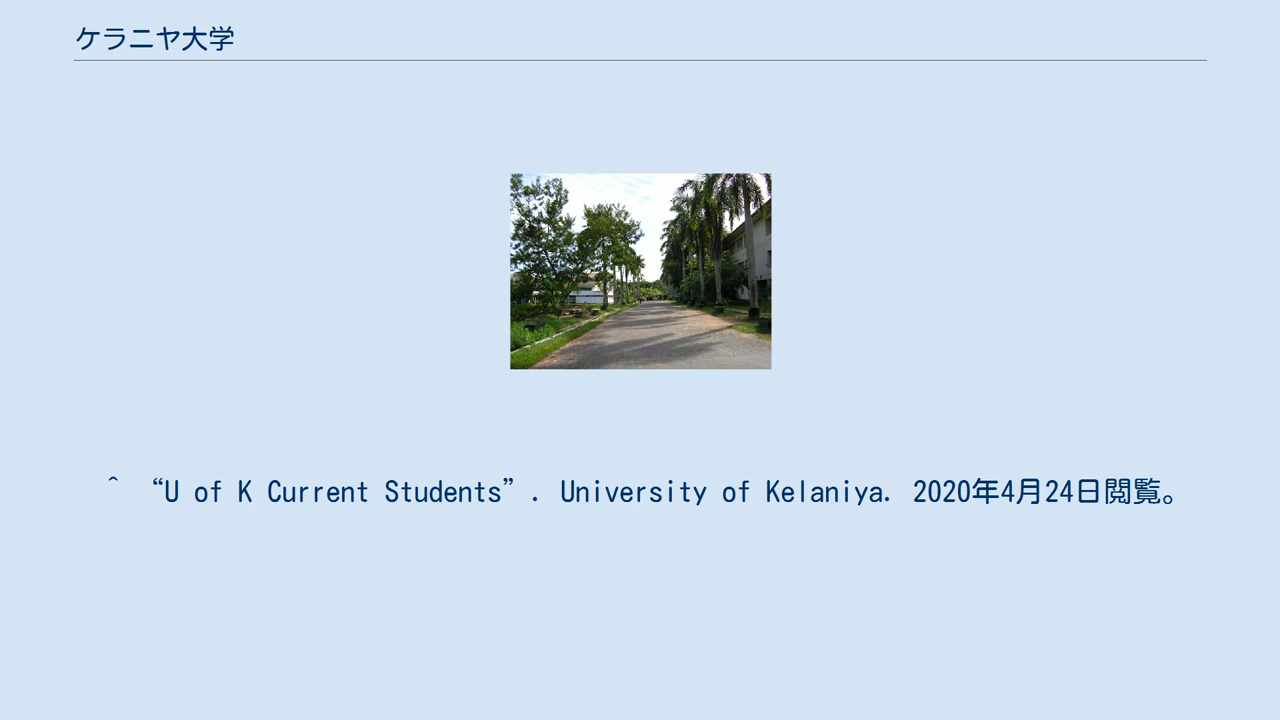 ケラニヤ大学
^ “U of K Current Students”. University of Kelaniya. 2020年4月24日閲覧。